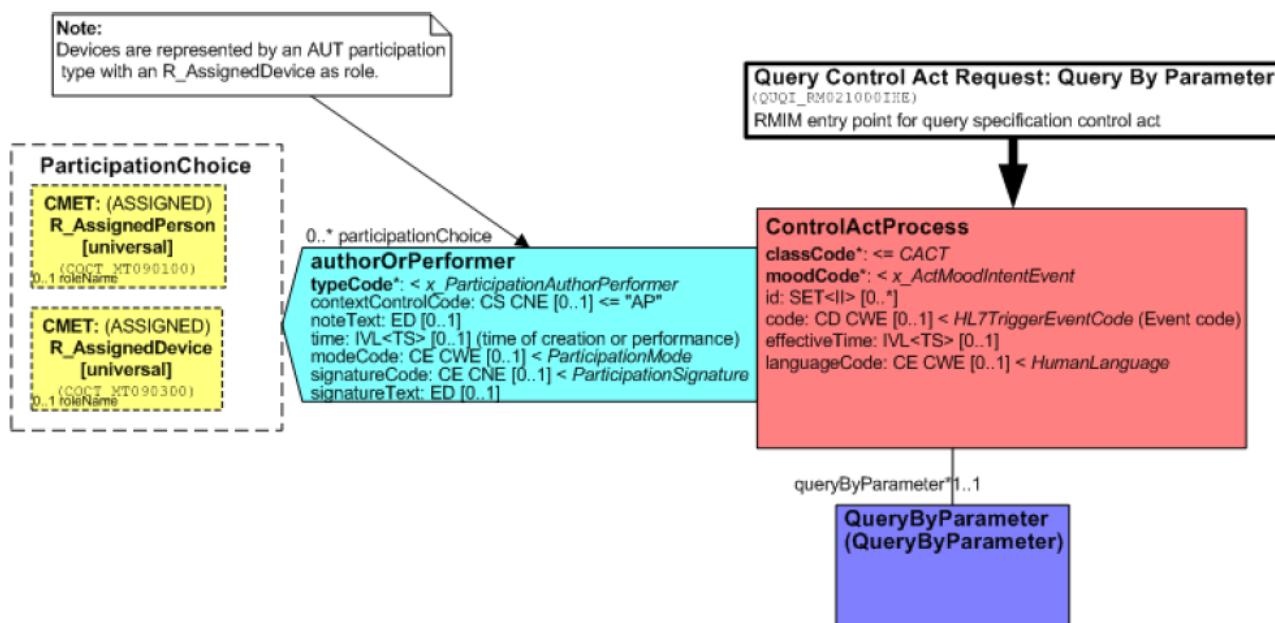 Note:
Devices are represented by an AUT participation
type with an R_AssignedDevice as role.
Query Control Act Request: Query By Parameter
(QUQI_RM021000IHE)
RMIM entry point for query specification control act
ParticipationChoice
CMET: (ASSIGNED)
R_AssignedPerson
[universal]
(COCT_MT090100)
0..1 roleName
CMET: (ASSIGNED)
R_AssignedDevice
[universal]
(COCT_MT090300)
0..1 roleName
0..* participationChoice
authorOrPerformer
typeCode*: < x_ParticipationAuthorPerformer
contextControlCode: CS CNE [0..1] <= "AP"
noteText: ED [0..1]
time: IVL<TS> [0..1] (time of creation or performance)
modeCode: CE CWE [0..1] < ParticipationMode
signatureCode: CE CNE [0..1] < ParticipationSignature
signatureText: ED [0..1]
ControlActProcess
classCode*: <= CACT
moodCode*: < x_ActMoodIntentEvent
id: SET<II> [0..*]
code: CD CWE [0..1] < HL7TriggerEventCode (Event code)
effectiveTime: IVL<TS> [0..1]
languageCode: CE CWE [0..1] < HumanLanguage
queryByParameter*1..1
QueryByParameter
(QueryByParameter)